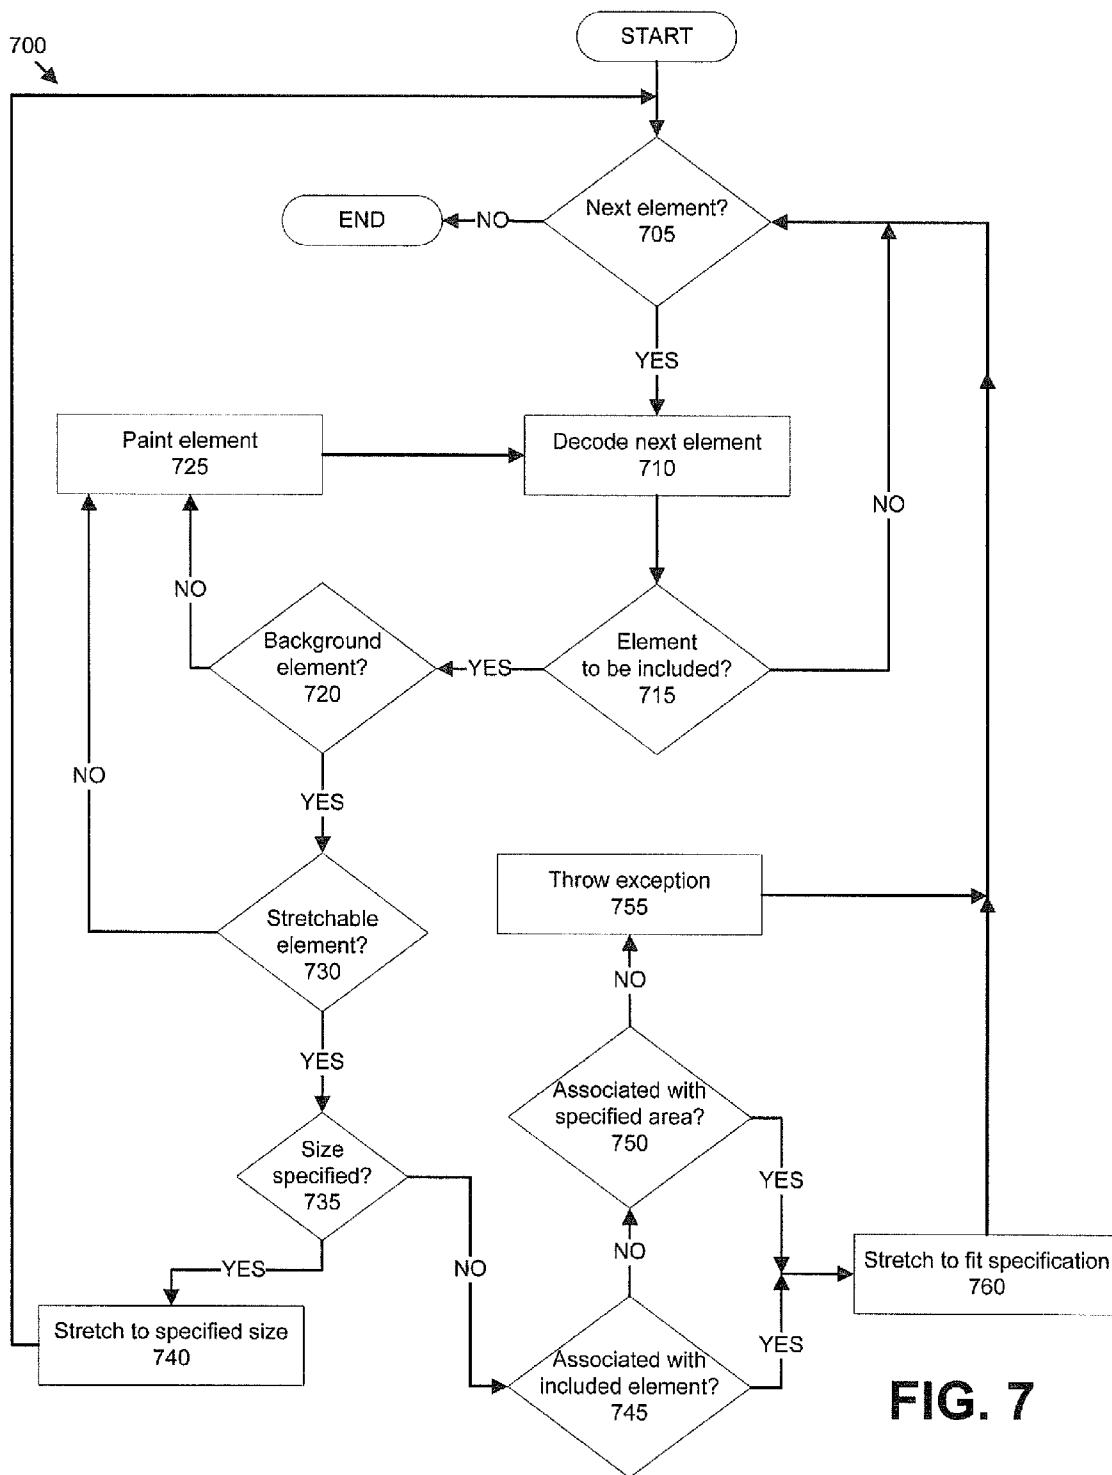 START
700
Next element?
705
NO
END
YES
Paint element
725
Decode next element
710
NO
NO
Background
element?
720
YES
Element
to be included?
715
NO
YES
Throw exception
755
Stretchable
element?
730
NO
YES
Associated with
specified area?
750
Size
specified?
735
YES
NO
YES
NO
Stretch to fit specification
760
Stretch to specified size
740
YES
Associated with
included element?
745
FIG. 7